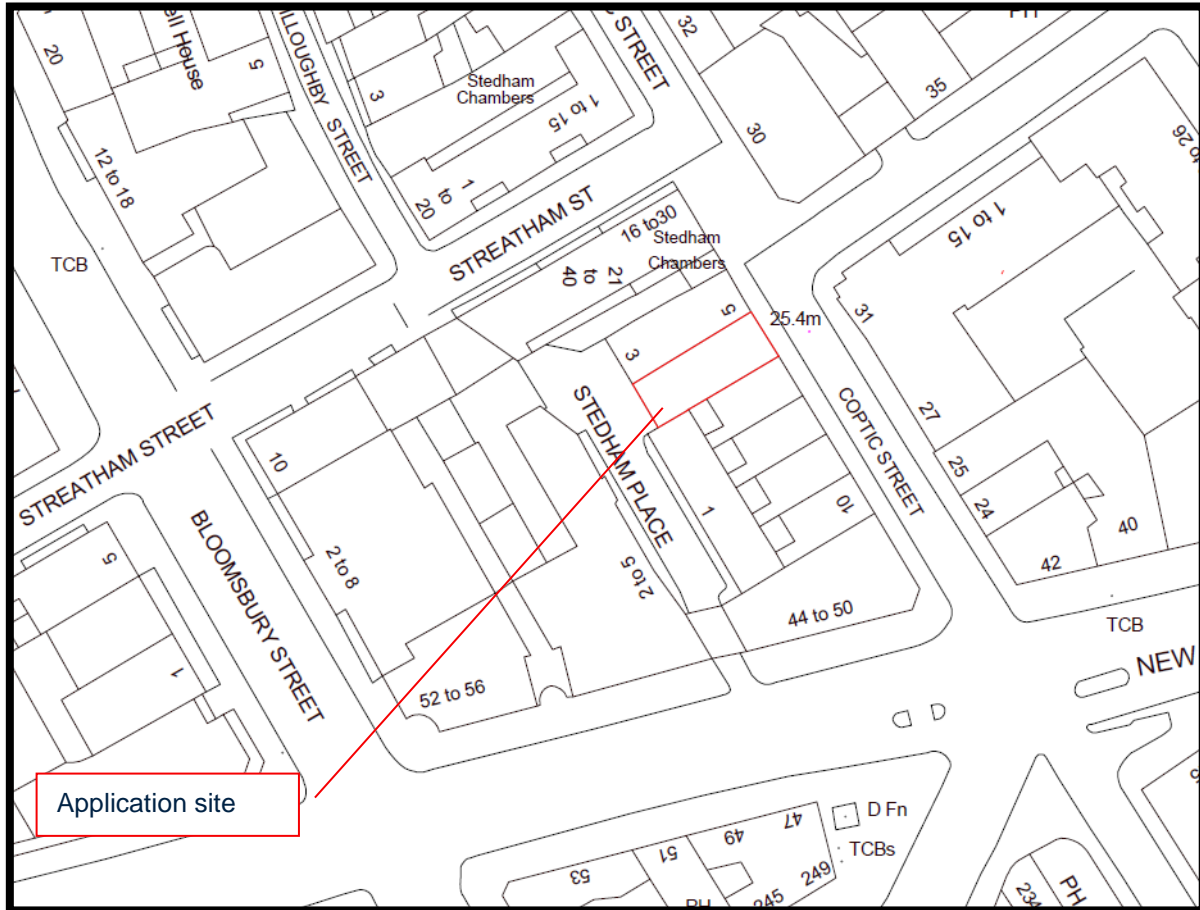 20
ell House
5
ILLOUGHBY STREET
3
Stedham
Chambers
1 to 15
STREET
32
PH
35
30
12 to 18
1
to
20
TCB
STREATHAM ST
16 to 30
Stedham
Chambers
21
to
40
1 to 15
5
25.4m
31
3
STEDHAM PLACE
COPTIC STREET
27
25
24
STREATHAM STREET
10
BLOOMSBURY STREET
2 to 8
1
10
2 to 5
42
40
5
1
44 to 50
TCB
NEW
52 to 56
Application site
D Fn
TCBs
47
49
51
53
249
245
PH
234
PH